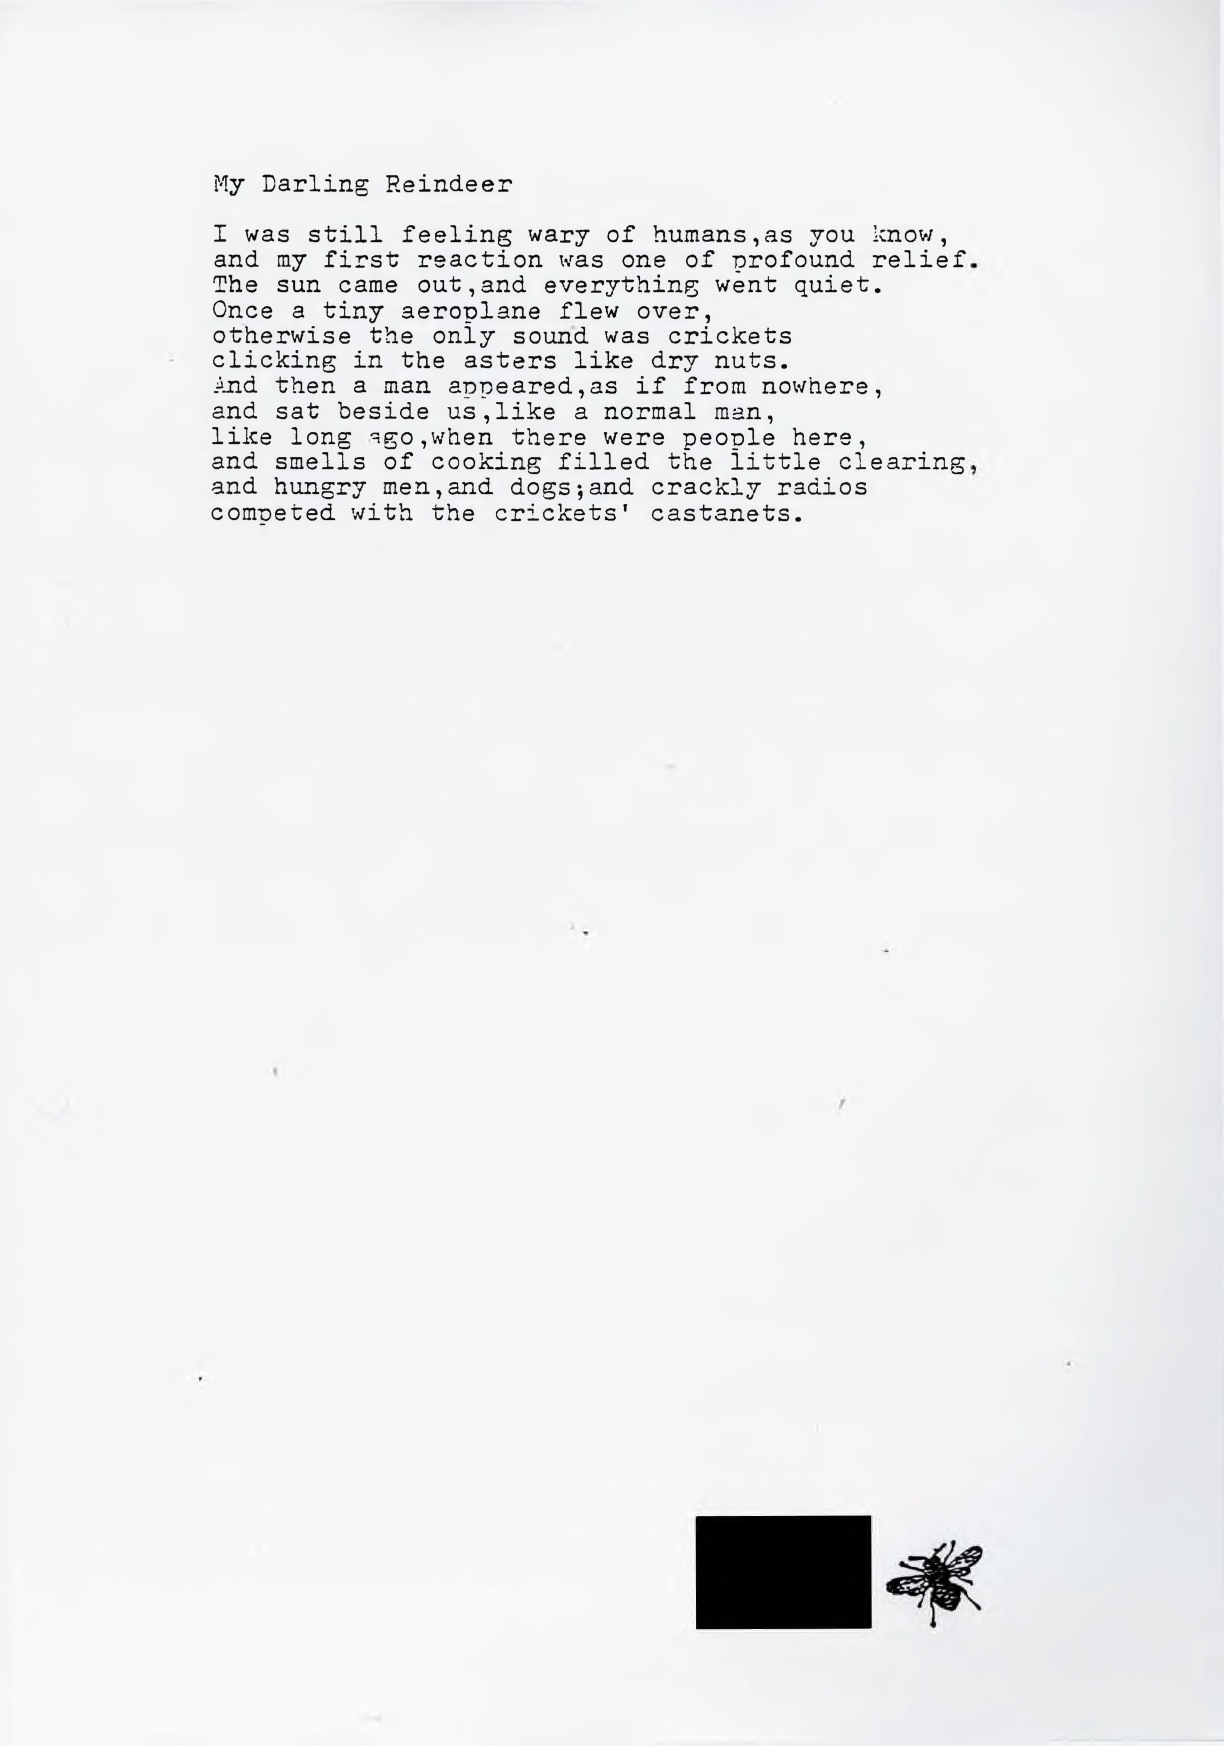 My Darling Reindeer
I was still feeling wary of humans,as you know,
and my first reaction was one of profound relief.
The sun came out,and everything went quiet.
Once a tiny aeroplane flew over,
otherwise the only sound was crickets
clicking in the asters like dry nuts.
And then a man appeared,as if from nowhere,
and sat beside us,like a normal man,
like long ago,when there were people here,
and smells of cooking filled the little clearing,
and hungry men,and dogs;and crackly radios
competed with the crickets' castanets.